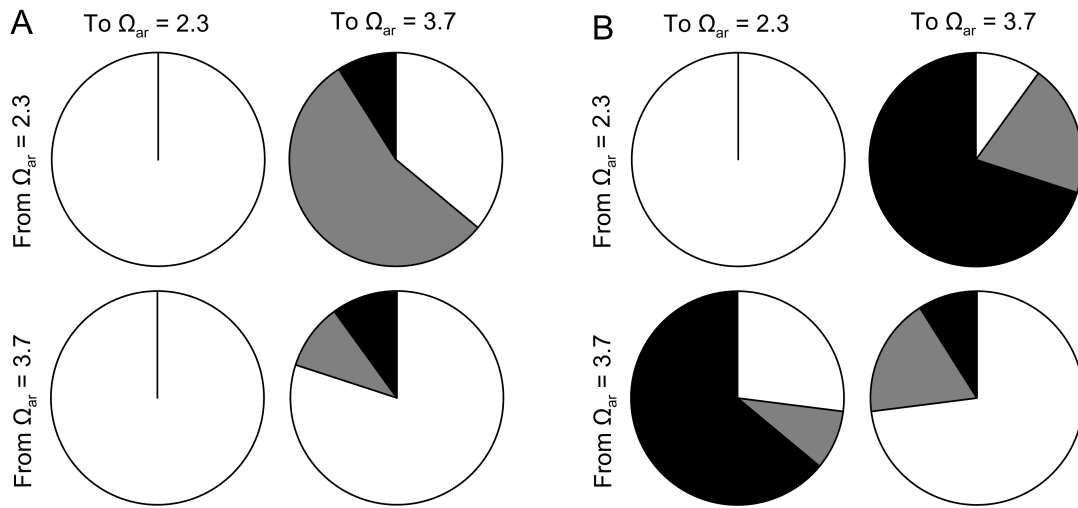 A
To Ωar = 2.3
To Ωar = 3.7
From Ωar = 2.3
From Ωar = 3.7
B
To Ωar = 2.3
To Ωar = 3.7
From Ωar = 2.3
From Ωar = 3.7